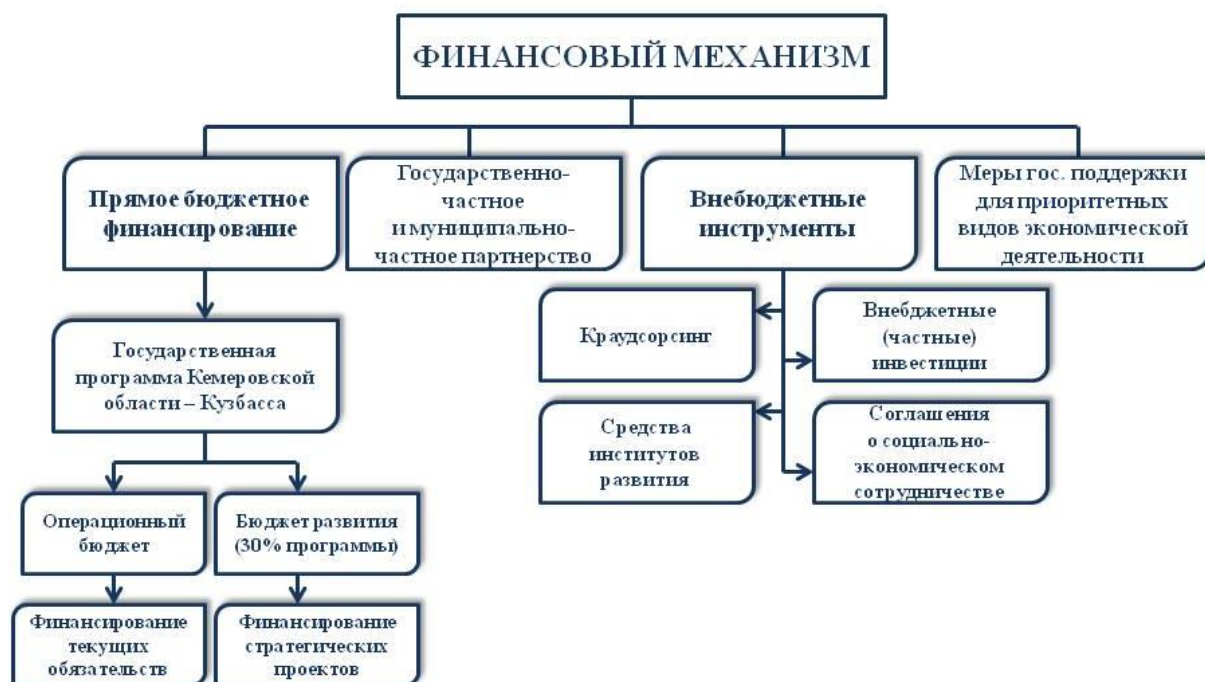 ФИНАНСОВЫЙ МЕХАНИЗМ
Прямое бюджетное
финансирование
Государственно-
частное
и муниципально-
частное партнерство
Внебюджетные
инструменты
Меры гос. поддержки
для приоритетных
видов экономической
деятельности
Государственная
программа Кемеровской
области – Кузбасса
Краудсорсинг
Внебджетные
(частные)
инвестиции
Средства
институтов
развития
Соглашения
о социально-
экономическом
сотрудничестве
Операционный
бюджет
Бюджет развития
(30% программы)
Финансирование
текущих
обязательств
Финансирование
стратегических
проектов